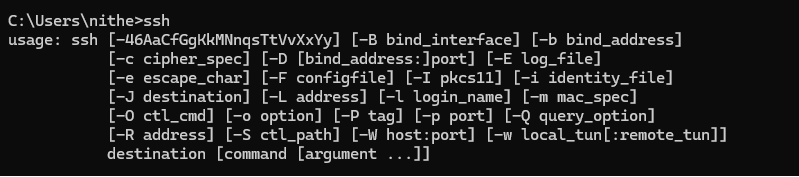 C:\Users\nithe>ssh
usage: ssh [-46AaCfGgKkMNnqsTtVvXxYy] [-B bind_interface] [-b bind_address]
           [-c cipher_spec] [-D [bind_address:]port] [-E log_file]
           [-e escape_char] [-F configfile] [-I pkcs11] [-i identity_file]
           [-J destination] [-L address] [-l login_name] [-m mac_spec]
           [-O ctl_cmd] [-o option] [-P tag] [-p port] [-Q query_option]
           [-R address] [-S ctl_path] [-W host:port] [-w local_tun[:remote_tun]]
           destination [command [argument ...]]